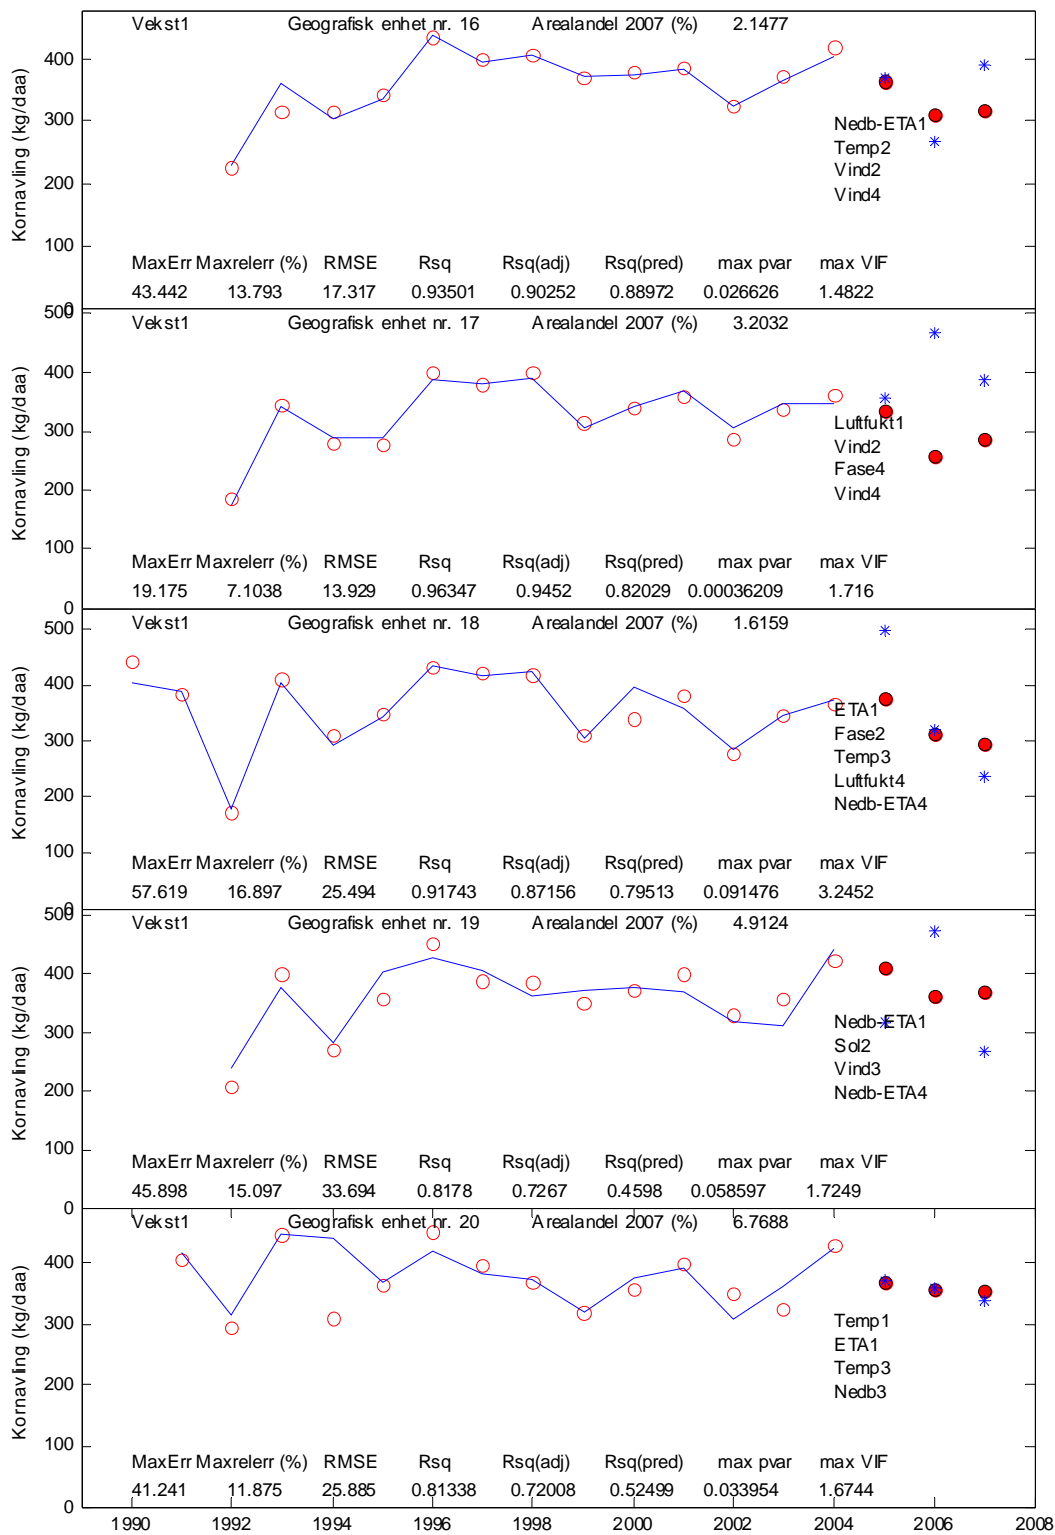 Vekst1 Geografisk enhet nr. 16 Arealandel 2007 (%) 2.1477
Kornavling (kg/daa)
400
300
200
100
0
Nedb-ETA1
Temp2
Vind2
Vind4
MaxErr Maxrelerr (%) RMSE Rsq Rsq(adj) Rsq(pred) max pvar max VIF
43.442 13.793 17.317 0.93501 0.90252 0.88972 0.026626 1.4822
Vekst1 Geografisk enhet nr. 17 Arealandel 2007 (%) 3.2032
Kornavling (kg/daa)
500
400
300
200
100
0
Luftfukt1
Vind2
Fase4
Vind4
MaxErr Maxrelerr (%) RMSE Rsq Rsq(adj) Rsq(pred) max pvar max VIF
19.175 7.1038 13.929 0.96347 0.9452 0.82029 0.00036209 1.716
Vekst1 Geografisk enhet nr. 18 Arealandel 2007 (%) 1.6159
Kornavling (kg/daa)
500
400
300
200
100
0
ETA1
Fase2
Temp3
Luftfukt4
Nedb-ETA4
MaxErr Maxrelerr (%) RMSE Rsq Rsq(adj) Rsq(pred) max pvar max VIF
57.619 16.897 25.494 0.91743 0.87156 0.79513 0.091476 3.2452
Vekst1 Geografisk enhet nr. 19 Arealandel 2007 (%) 4.9124
Kornavling (kg/daa)
500
400
300
200
100
0
Nedb-ETA1
Sol2
Vind3
Nedb-ETA4
MaxErr Maxrelerr (%) RMSE Rsq Rsq(adj) Rsq(pred) max pvar max VIF
45.898 15.097 33.694 0.8178 0.7267 0.4598 0.058597 1.7249
Vekst1 Geografisk enhet nr. 20 Arealandel 2007 (%) 6.7688
Kornavling (kg/daa)
400
300
200
100
0
Temp1
ETA1
Temp3
Nedb3
MaxErr Maxrelerr (%) RMSE Rsq Rsq(adj) Rsq(pred) max pvar max VIF
41.241 11.875 25.885 0.81338 0.72008 0.52499 0.033954 1.6744
1990 1992 1994 1996 1998 2000 2002 2004 2006 2008